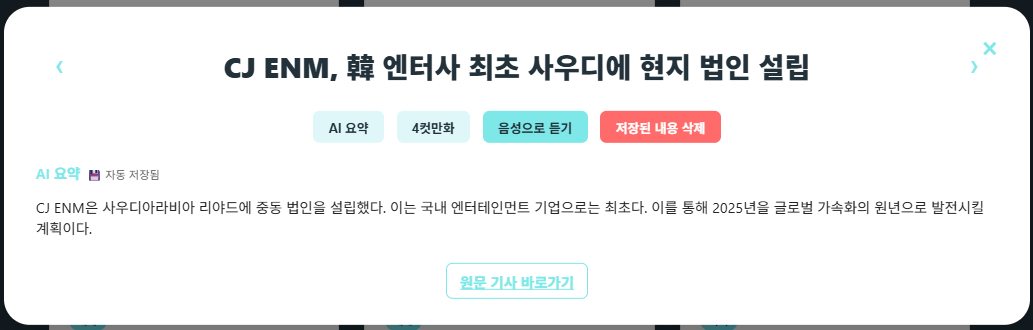 CJ ENM, 韓 엔터사 최초 사우디에 현지 법인 설립
AI 요약 4컷만화 음성으로 듣기 저장된 내용 삭제
AI 요약 자동 저장됨
CJ ENM은 사우디아라비아 리야드에 중동 법인을 설립했다. 이는 국내 엔터테인먼트 기업으로는 최초다. 이를 통해 2025년을 글로벌 가속화의 원년으로 발전시킬
계획이다.
원문 기사 바로가기